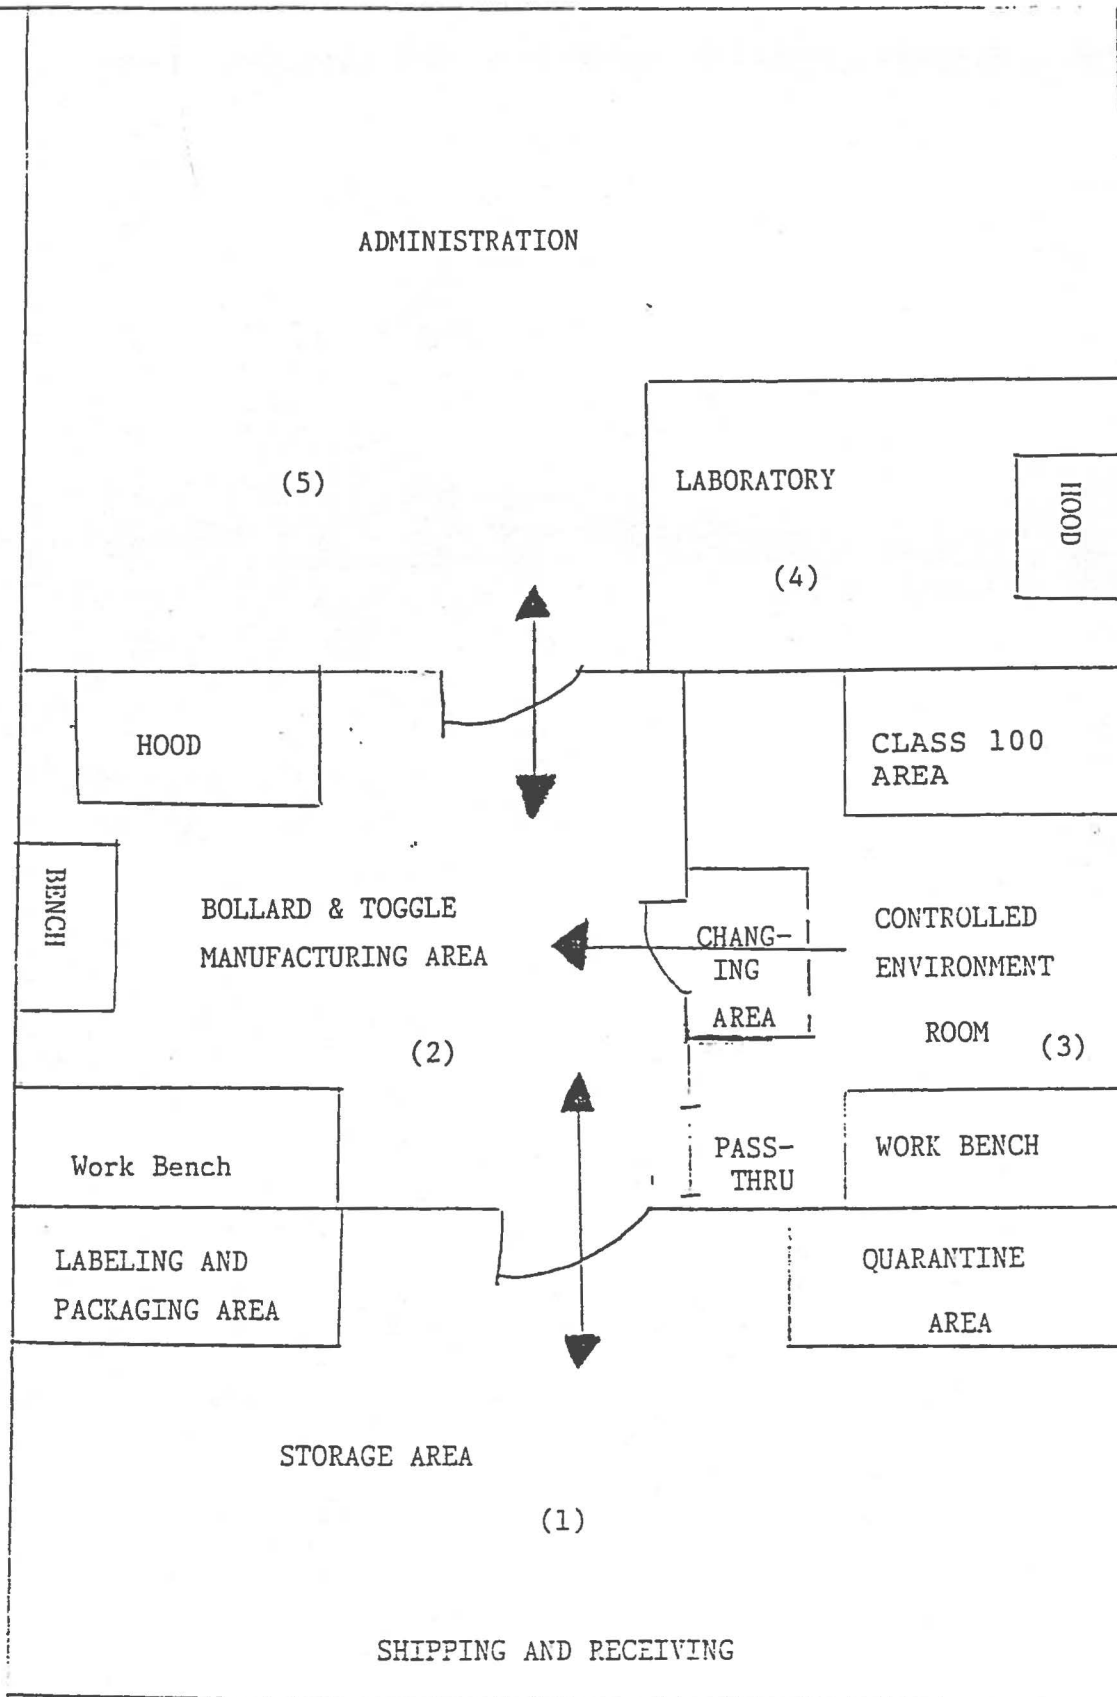 ADMINISTRATION
(5)
LABORATORY
HOOD
(4)
HOOD
CLASS 100
AREA
BENCH
BOLLARD & TOGGLE
MANUFACTURING AREA
(2)
CHANG-
ING
AREA
CONTROLLED
ENVIRONMENT
ROOM (3)
Work Bench
PASS-
THRU
WORK BENCH
LABELING AND
PACKAGING AREA
QUARANTINE
AREA
STORAGE AREA
(1)
SHIPPING AND RECEIVING